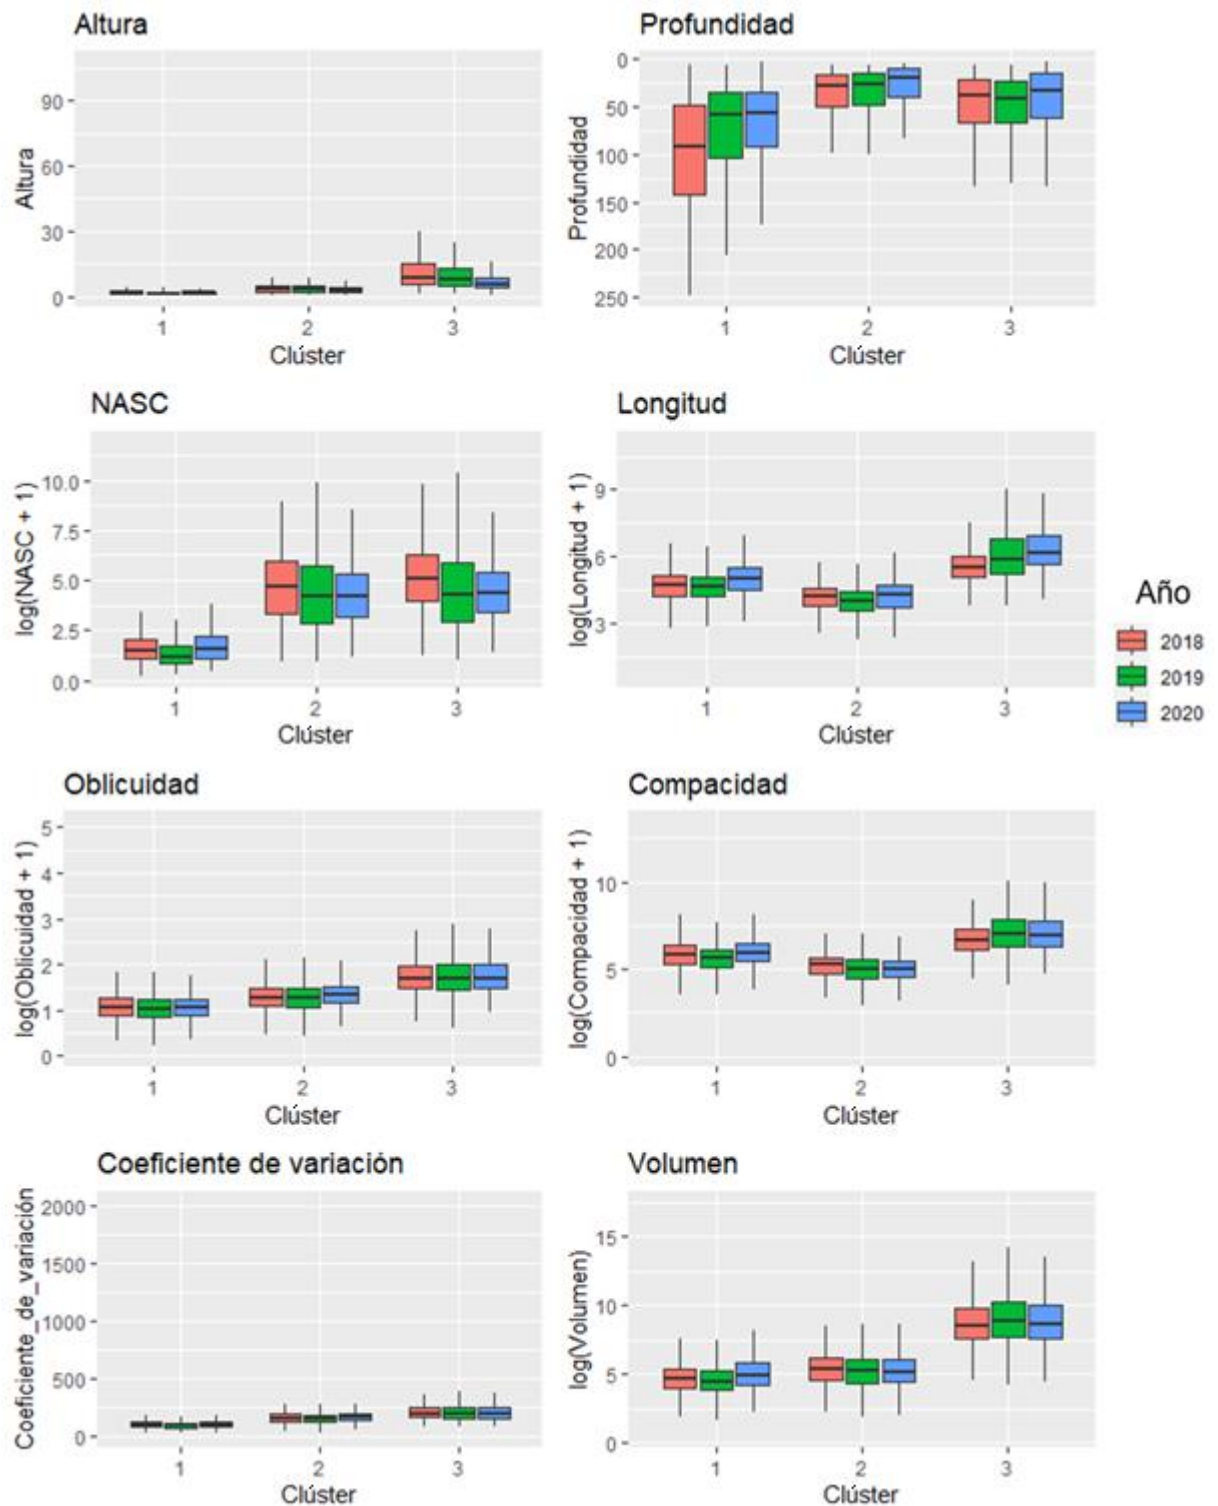 Altura
Altura
90
60
30
0
1 2 3
Clúster
Profundidad
Profundidad
0
50
100
150
200
250
1 2 3
Clúster
NASC
log(NASC + 1)
10.0
7.5
5.0
2.5
0.0
1 2 3
Clúster
Longitud
log(Longitud + 1)
9
6
3
1 2 3
Clúster
Año
2018
2019
2020
Oblicuidad
log(Oblicuidad + 1)
5
4
3
2
1
0
1 2 3
Clúster
Compacidad
log(Compacidad + 1)
10
5
0
1 2 3
Clúster
Coeficiente de variación
Coeficiente_de_variación
2000
1500
1000
500
0
1 2 3
Clúster
Volumen
log(Volumen)
15
10
5
0
1 2 3
Clúster